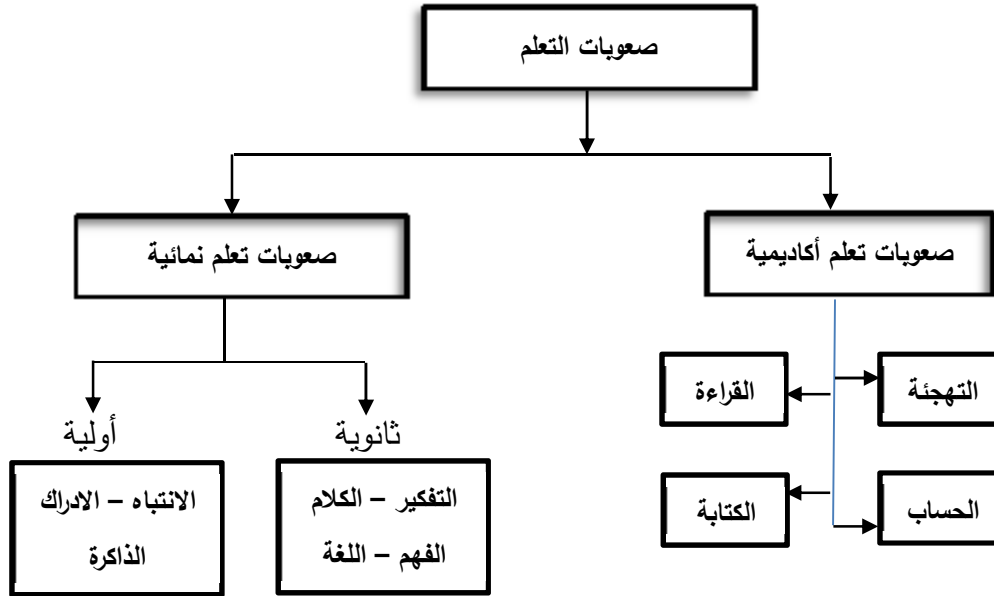 صعوبات التعلم
صعوبات تعلم أكاديمية
صعوبات تعلم نمائية
التهجئة
القراءة
الحساب
الكتابة
ثانوية
التفكير – الكلام
الفهم – اللغة
أولية
الانتباه – الادراك
الذاكرة